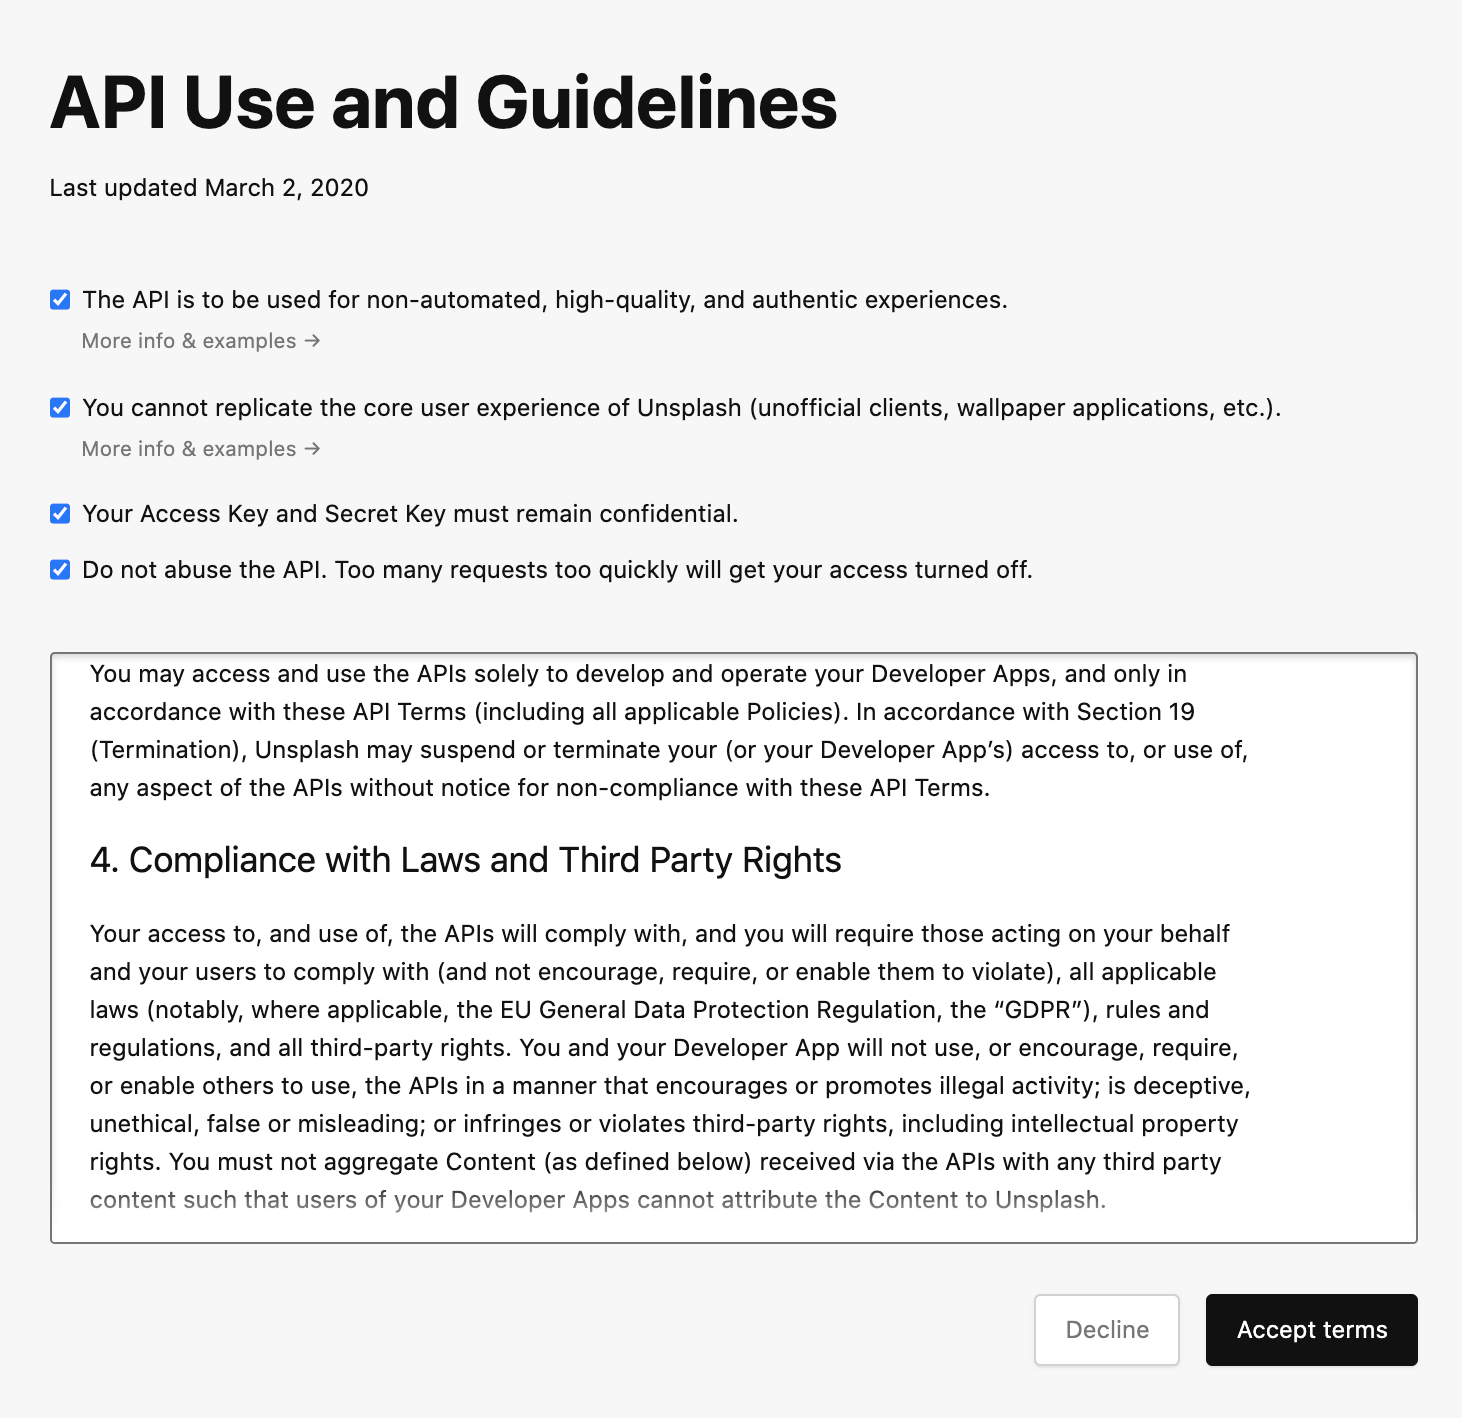 API Use and Guidelines
Last updated March 2, 2020
The API is to be used for non-automated, high-quality, and authentic experiences.
More info & examples →
You cannot replicate the core user experience of Unsplash (unofficial clients, wallpaper applications, etc.).
More info & examples →
Your Access Key and Secret Key must remain confidential.
Do not abuse the API. Too many requests too quickly will get your access turned off.
You may access and use the APIs solely to develop and operate your Developer Apps, and only in
accordance with these API Terms (including all applicable Policies). In accordance with Section 19
(Termination), Unsplash may suspend or terminate your (or your Developer App’s) access to, or use of,
any aspect of the APIs without notice for non-compliance with these API Terms.
4. Compliance with Laws and Third Party Rights
Your access to, and use of, the APIs will comply with, and you will require those acting on your behalf
and your users to comply with (and not encourage, require, or enable them to violate), all applicable
laws (notably, where applicable, the EU General Data Protection Regulation, the “GDPR”), rules and
regulations, and all third-party rights. You and your Developer App will not use, or encourage, require,
or enable others to use, the APIs in a manner that encourages or promotes illegal activity; is deceptive,
unethical, false or misleading; or infringes or violates third-party rights, including intellectual property
rights. You must not aggregate Content (as defined below) received via the APIs with any third party
content such that users of your Developer Apps cannot attribute the Content to Unsplash.
Decline
Accept terms